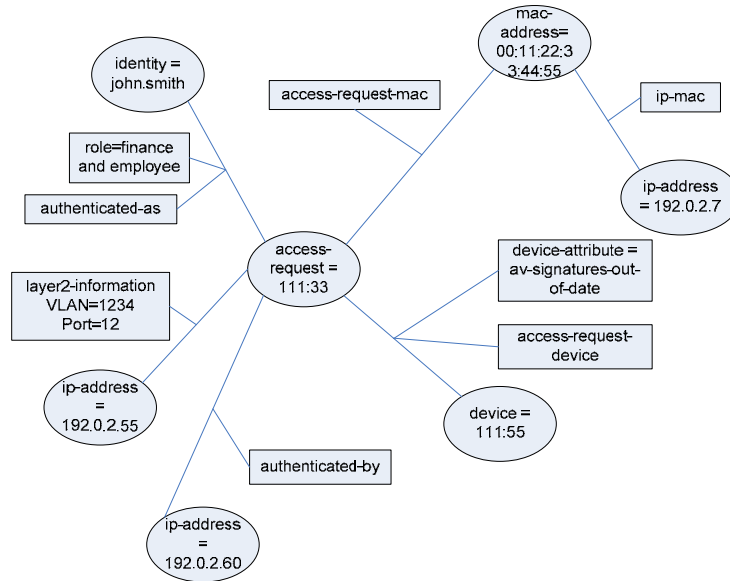 mac-
address=
00:11:22:3
3:44:55
identity =
john.smith
access-request-mac
ip-mac
role=finance
and employee
ip-address
= 192.0.2.7
authenticated-as
access-
request =
111:33
device-attribute =
av-signatures-out-
of-date
layer2-information
VLAN=1234
Port=12
access-request-
device
ip-address
=
192.0.2.55
device =
111:55
authenticated-by
ip-address
=
192.0.2.60